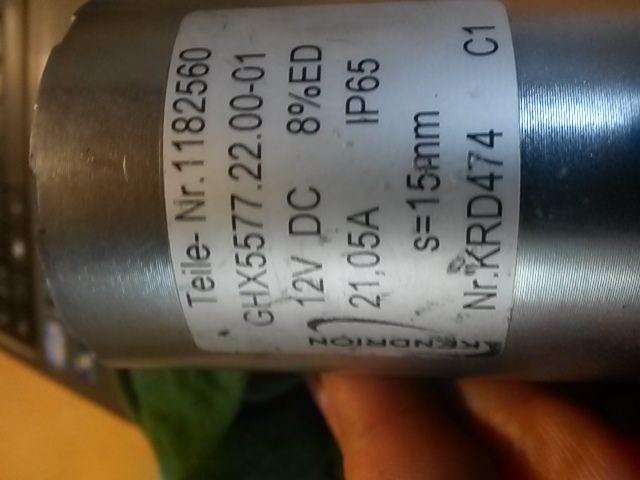 Teile- Nr.1182560
GHX5577.22.00-01
12V DC 8%ED
21,05A IP65
s=15mm
Nr.KRD474 C1
KENDRION